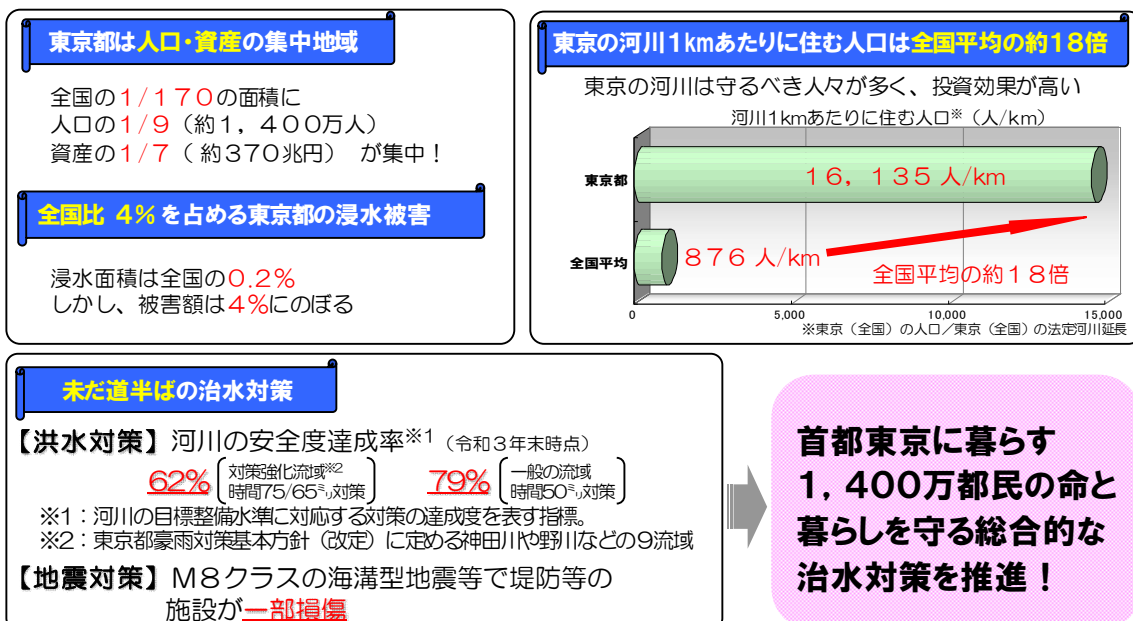 東京都は人口・資産の集中地域
全国の1/170の面積に
人口の1/9（約1，400万人）
資産の1/7（約370兆円） が集中！
全国比 4% を占める東京都の浸水被害
浸水面積は全国の0.2%
しかし、被害額は4%にのぼる
東京の河川1kmあたりに住む人口は全国平均の約18倍
東京の河川は守るべき人々が多く、投資効果が高い
河川1kmあたりに住む人口※（人/km）
東京都
16，135 人/km
全国平均
876 人/km
全国平均の約18倍
0 5,000 10,000 15,000
※東京（全国）の人口／東京（全国）の法定河川延長
未だ道半ばの治水対策
【洪水対策】河川の安全度達成率※1（令和3年末時点）
62% 対策強化流域※2 時間75/65ミリ対策
79% 一般の流域 時間50ミリ対策
※1：河川の目標整備水準に対応する対策の達成度を表す指標。
※2：東京都豪雨対策基本方針（改定）に定める神田川や野川などの9流域
【地震対策】M8クラスの海溝型地震等で堤防等の
施設が一部損傷
首都東京に暮らす
1，400万都民の命と
暮らしを守る総合的な
治水対策を推進！